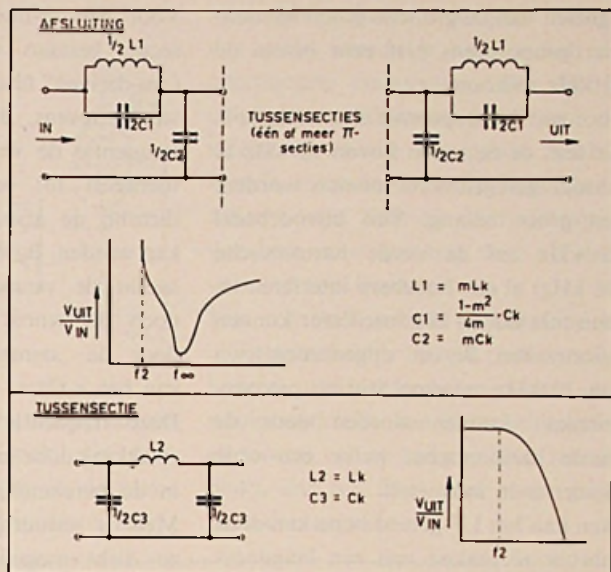 AFSLUITING
1/2 L1
2C1
1/2C2
IN
TUSSENSECTIES
(één of meer π-
secties)
1/2 L1
2C1
1/2C2
UIT
VUIT
VIN
f2
f∞
L1 = mLk
C1 = 1-m²/4m · Ck
C2 = mCk
TUSSENSECTIE
L2
1/2C3
1/2C3
L2 = Lk
C3 = Ck
VUIT
VIN
f2